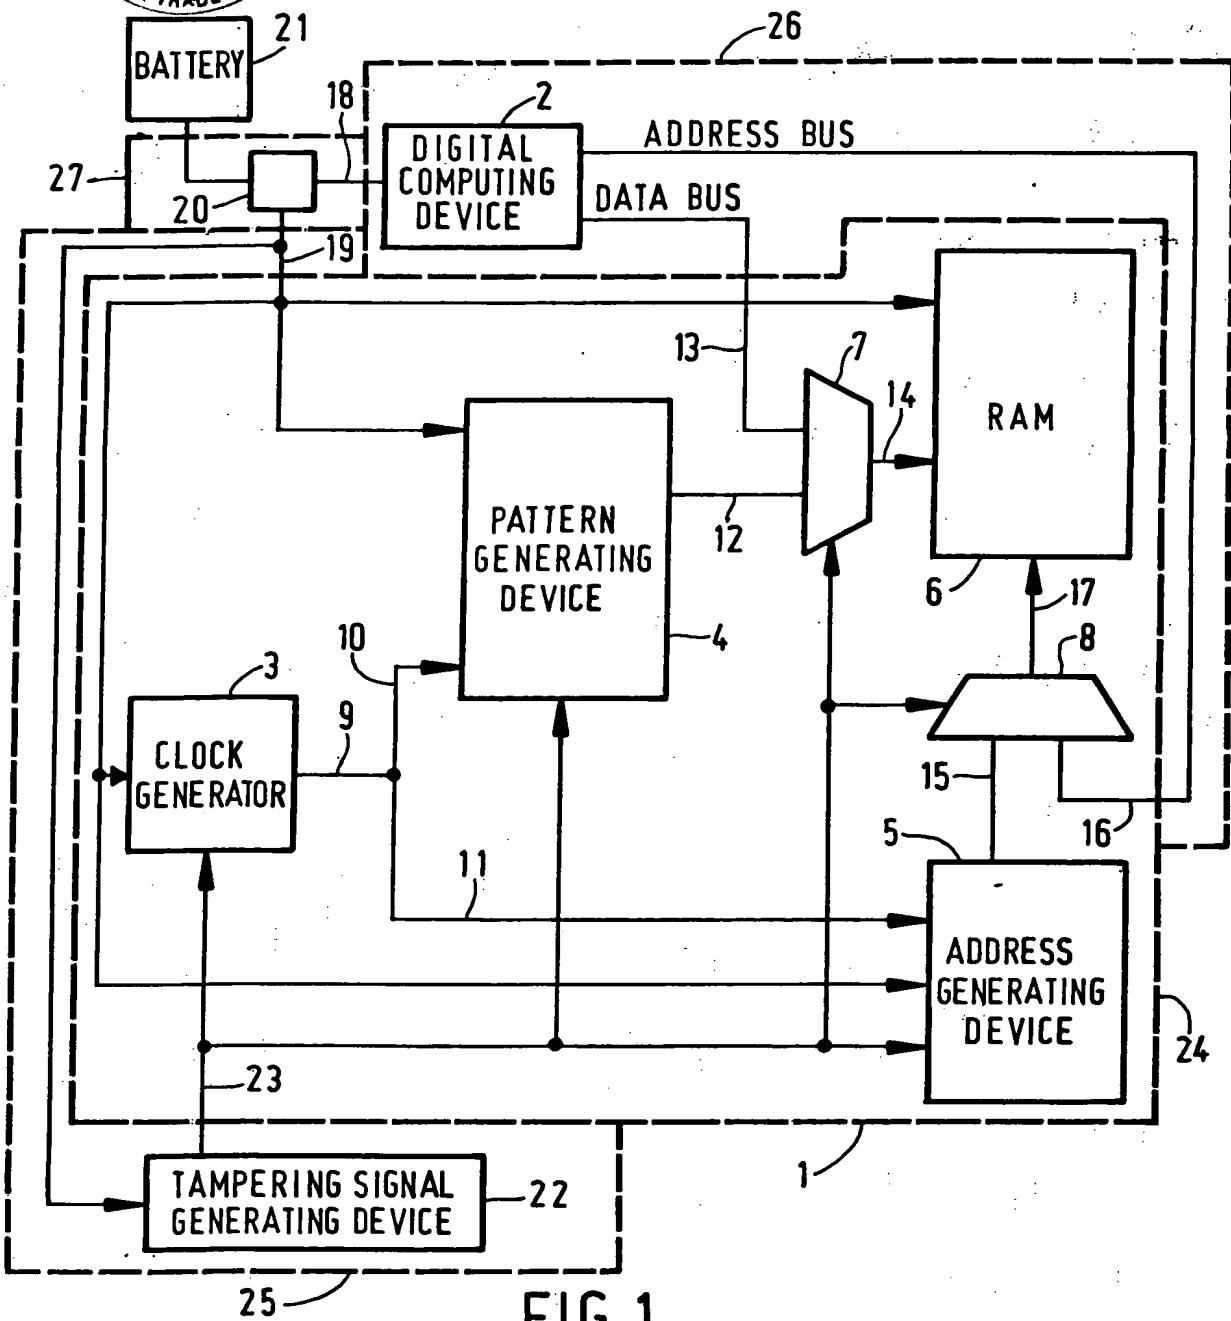 TRADE
21
BATTERY
26
18
2
ADDRESS BUS
DIGITAL
COMPUTING
DEVICE
27
20
DATA BUS
19
13
7
14
RAM
PATTERN
GENERATING
DEVICE
12
6
17
10
4
8
3
9
CLOCK
GENERATOR
15
16
5
11
ADDRESS
GENERATING
DEVICE
24
23
1
TAMPERING SIGNAL
GENERATING DEVICE
22
25
FIG 1